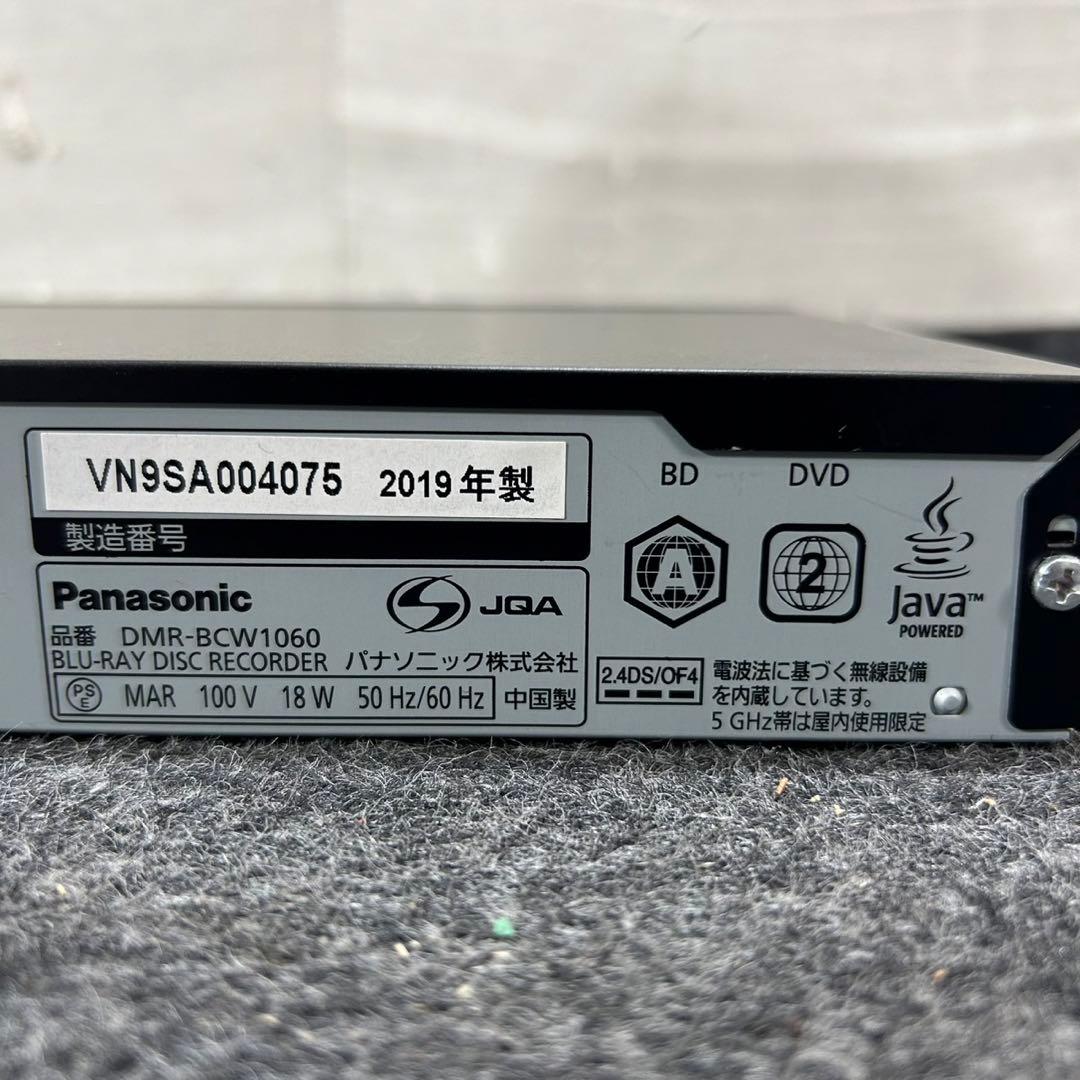 VN9SA004075 2019年製
製造番号
Panasonic
JQA
品番 DMR-BCW1060
BLU-RAY DISC RECORDER パナソニック株式会社
PSE MAR 100 V 18 W 50 Hz/60 Hz 中国製
BD DVD
A 2
Java™
POWERED
2.4DS/OF4
電波法に基づく無線設備
を内蔵しています。
5 GHz帯は屋内使用限定